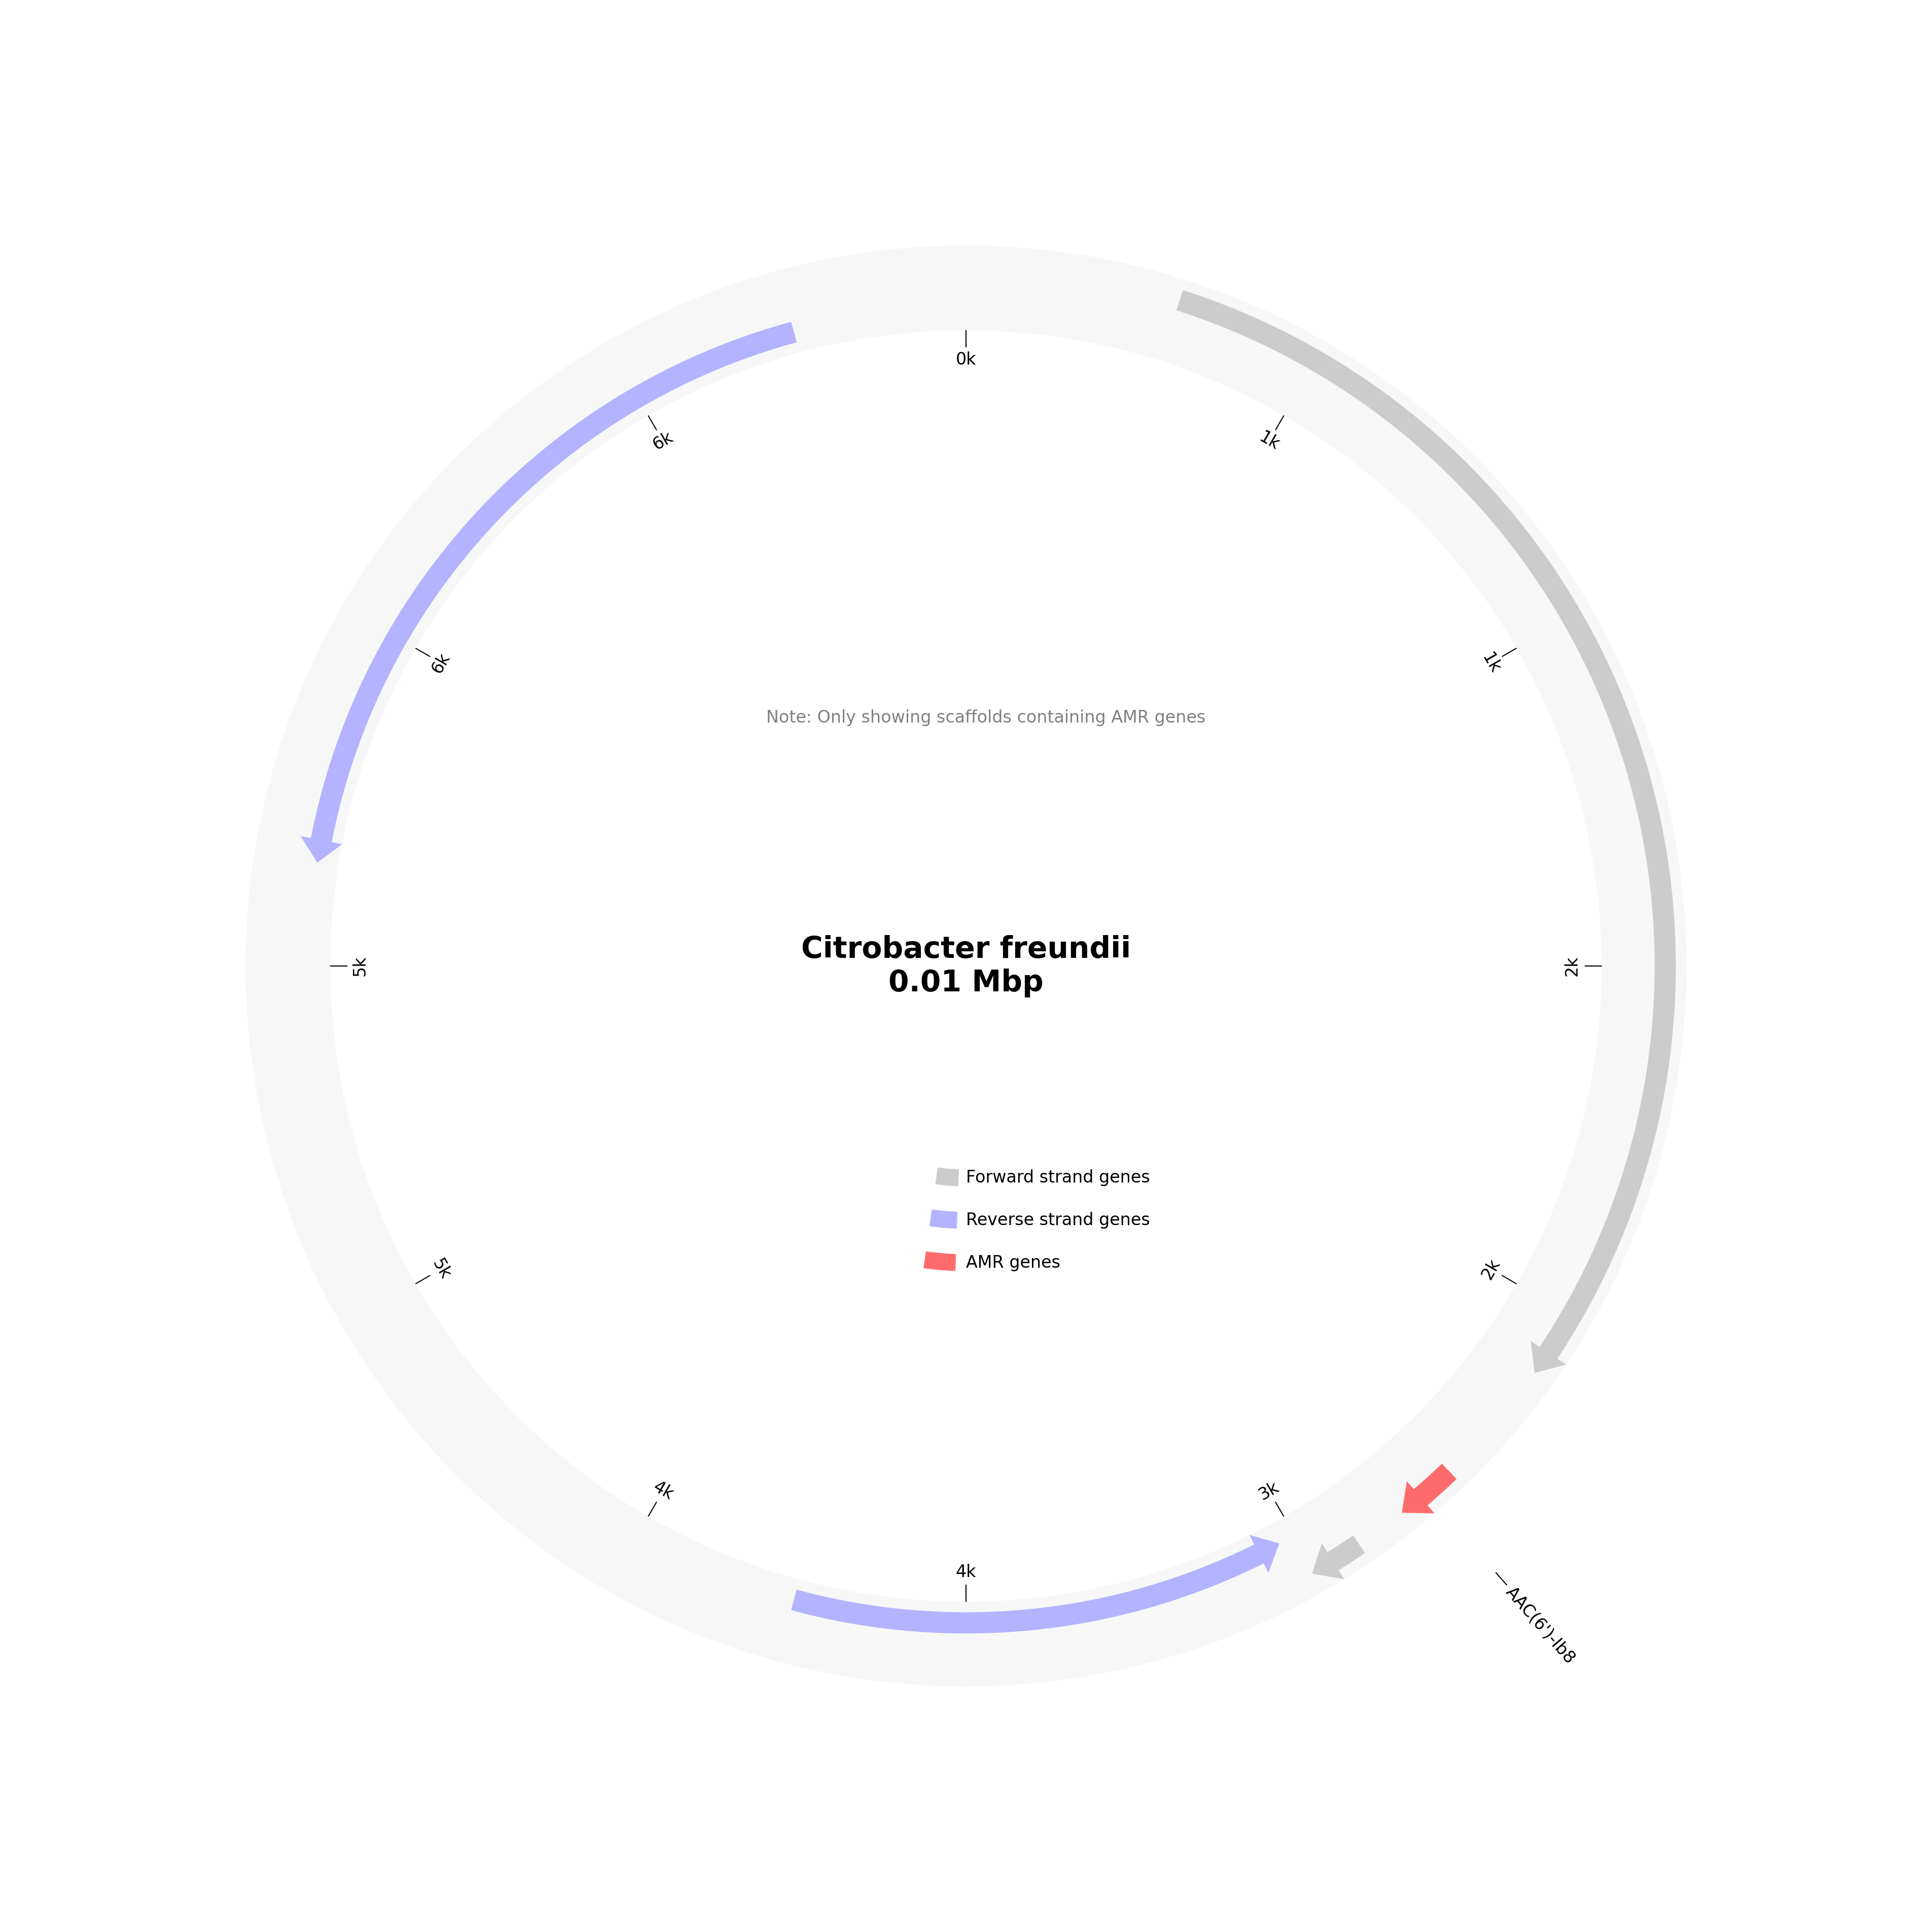 0k
1k
1k
2k
2k
3k
4k
4k
5k
5k
6k
6k
Note: Only showing scaffolds containing AMR genes
Citrobacter freundii
0.01 Mbp
Forward strand genes
Reverse strand genes
AMR genes
AAC(6')-Ib8